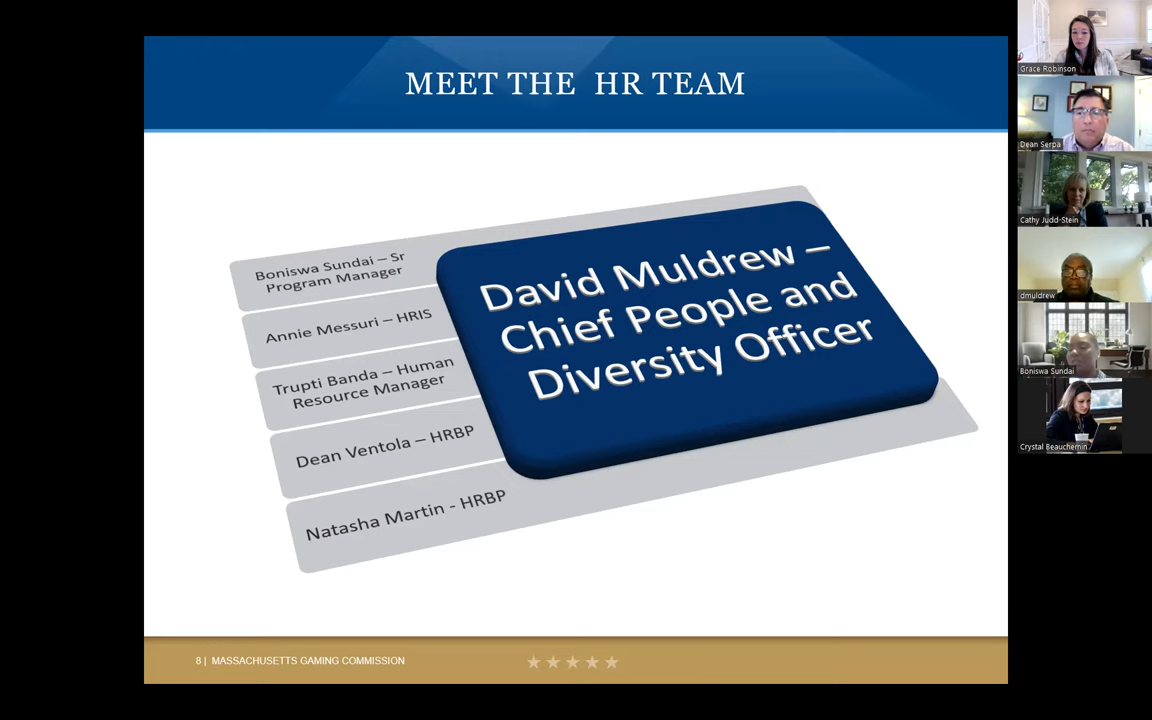 MEET THE HR TEAM
Boniswa Sundai – Sr
Program Manager
Annie Messuri – HRIS
Trupti Banda – Human
Resource Manager
Dean Ventola – HRBP
Natasha Martin - HRBP
David Muldrew –
Chief People and
Diversity Officer
8 | MASSACHUSETTS GAMING COMMISSION
Grace Robinson
Dean Serpa
Cathy Judd-Stein
dmuldrew
Boniswa Sundai
Crystal Beauchemin